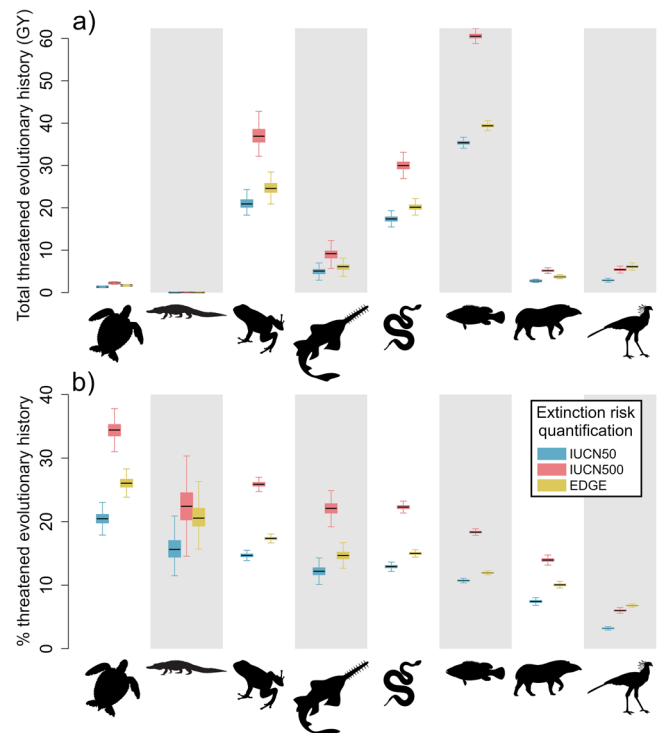 a)
Total threatened evolutionary history (GY)
60
50
40
30
20
10
0
b)
% threatened evolutionary history
40
30
20
10
0
Extinction risk
quantification
IUCN50
IUCN500
EDGE